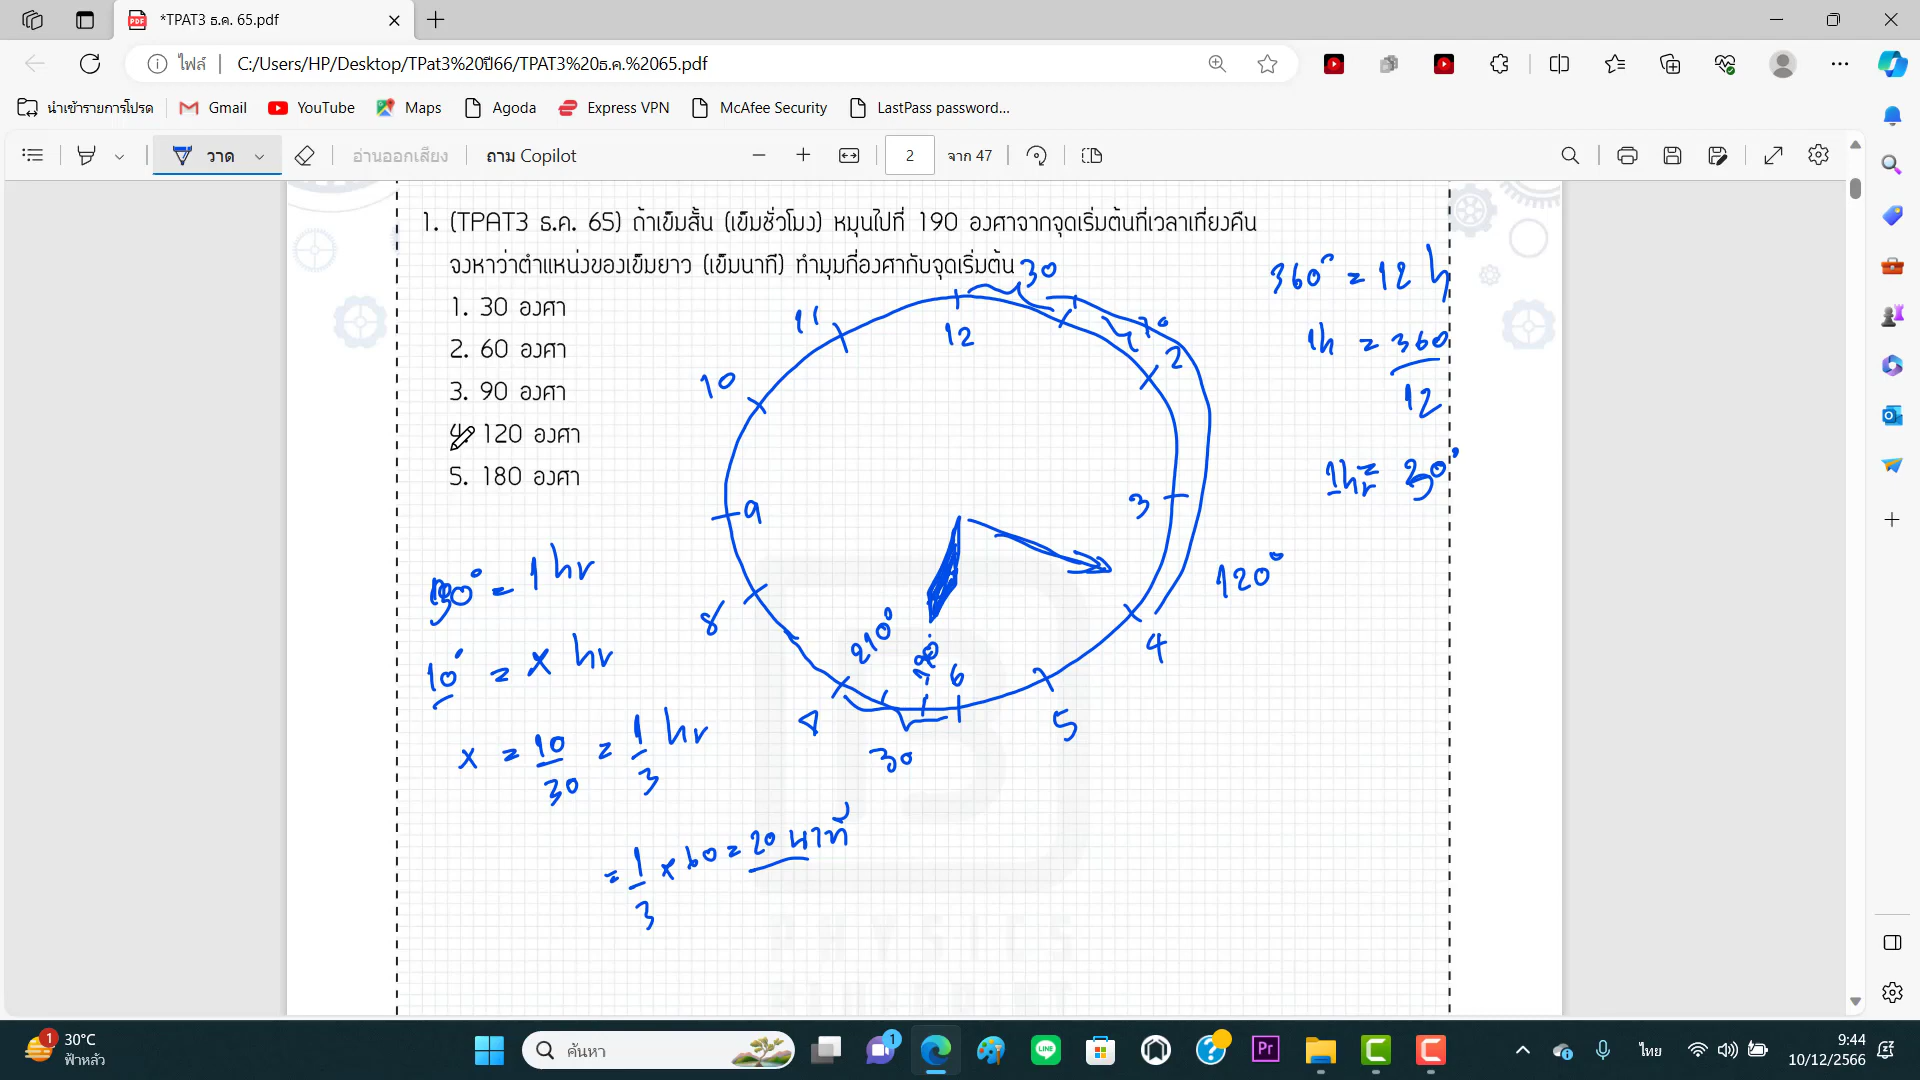 *TPAT3 ธ.ค. 65.pdf
ไฟล์
C:/Users/HP/Desktop/TPat3%20ปี66/TPAT3%20ธ.ค.%2065.pdf
นำเข้ารายการโปรด
Gmail
YouTube
Maps
Agoda
Express VPN
McAfee Security
LastPass password...
วาด
อ่านออกเสียง
ถาม Copilot
2
จาก 47
1. (TPAT3 ธ.ค. 65) ถ้าเข็มสั้น (เข็มชั่วโมง) หมุนไปที่ 190 องศาจากจุดเริ่มต้นที่เวลาเที่ยงคืน
จงหาว่าตำแหน่งของเข็มยาว (เข็มนาที) ทำมุมกี่องศากับจุดเริ่มต้น
1. 30 องศา
2. 60 องศา
3. 90 องศา
120 องศา
5. 180 องศา
30
360° = 12 h
1h = 360
12
1hr = 30°
11
12
1
2
10
3
9
120°
8
210°
6
4
5
30
30° = 1 hr
10° = x hr
x = 10 = 1 hr
30 3
= 1 x 60 = 20 นาที
3
PHYSICS
30°C
ฟ้าหลัว
ค้นหา
ไทย
9:44
10/12/2566